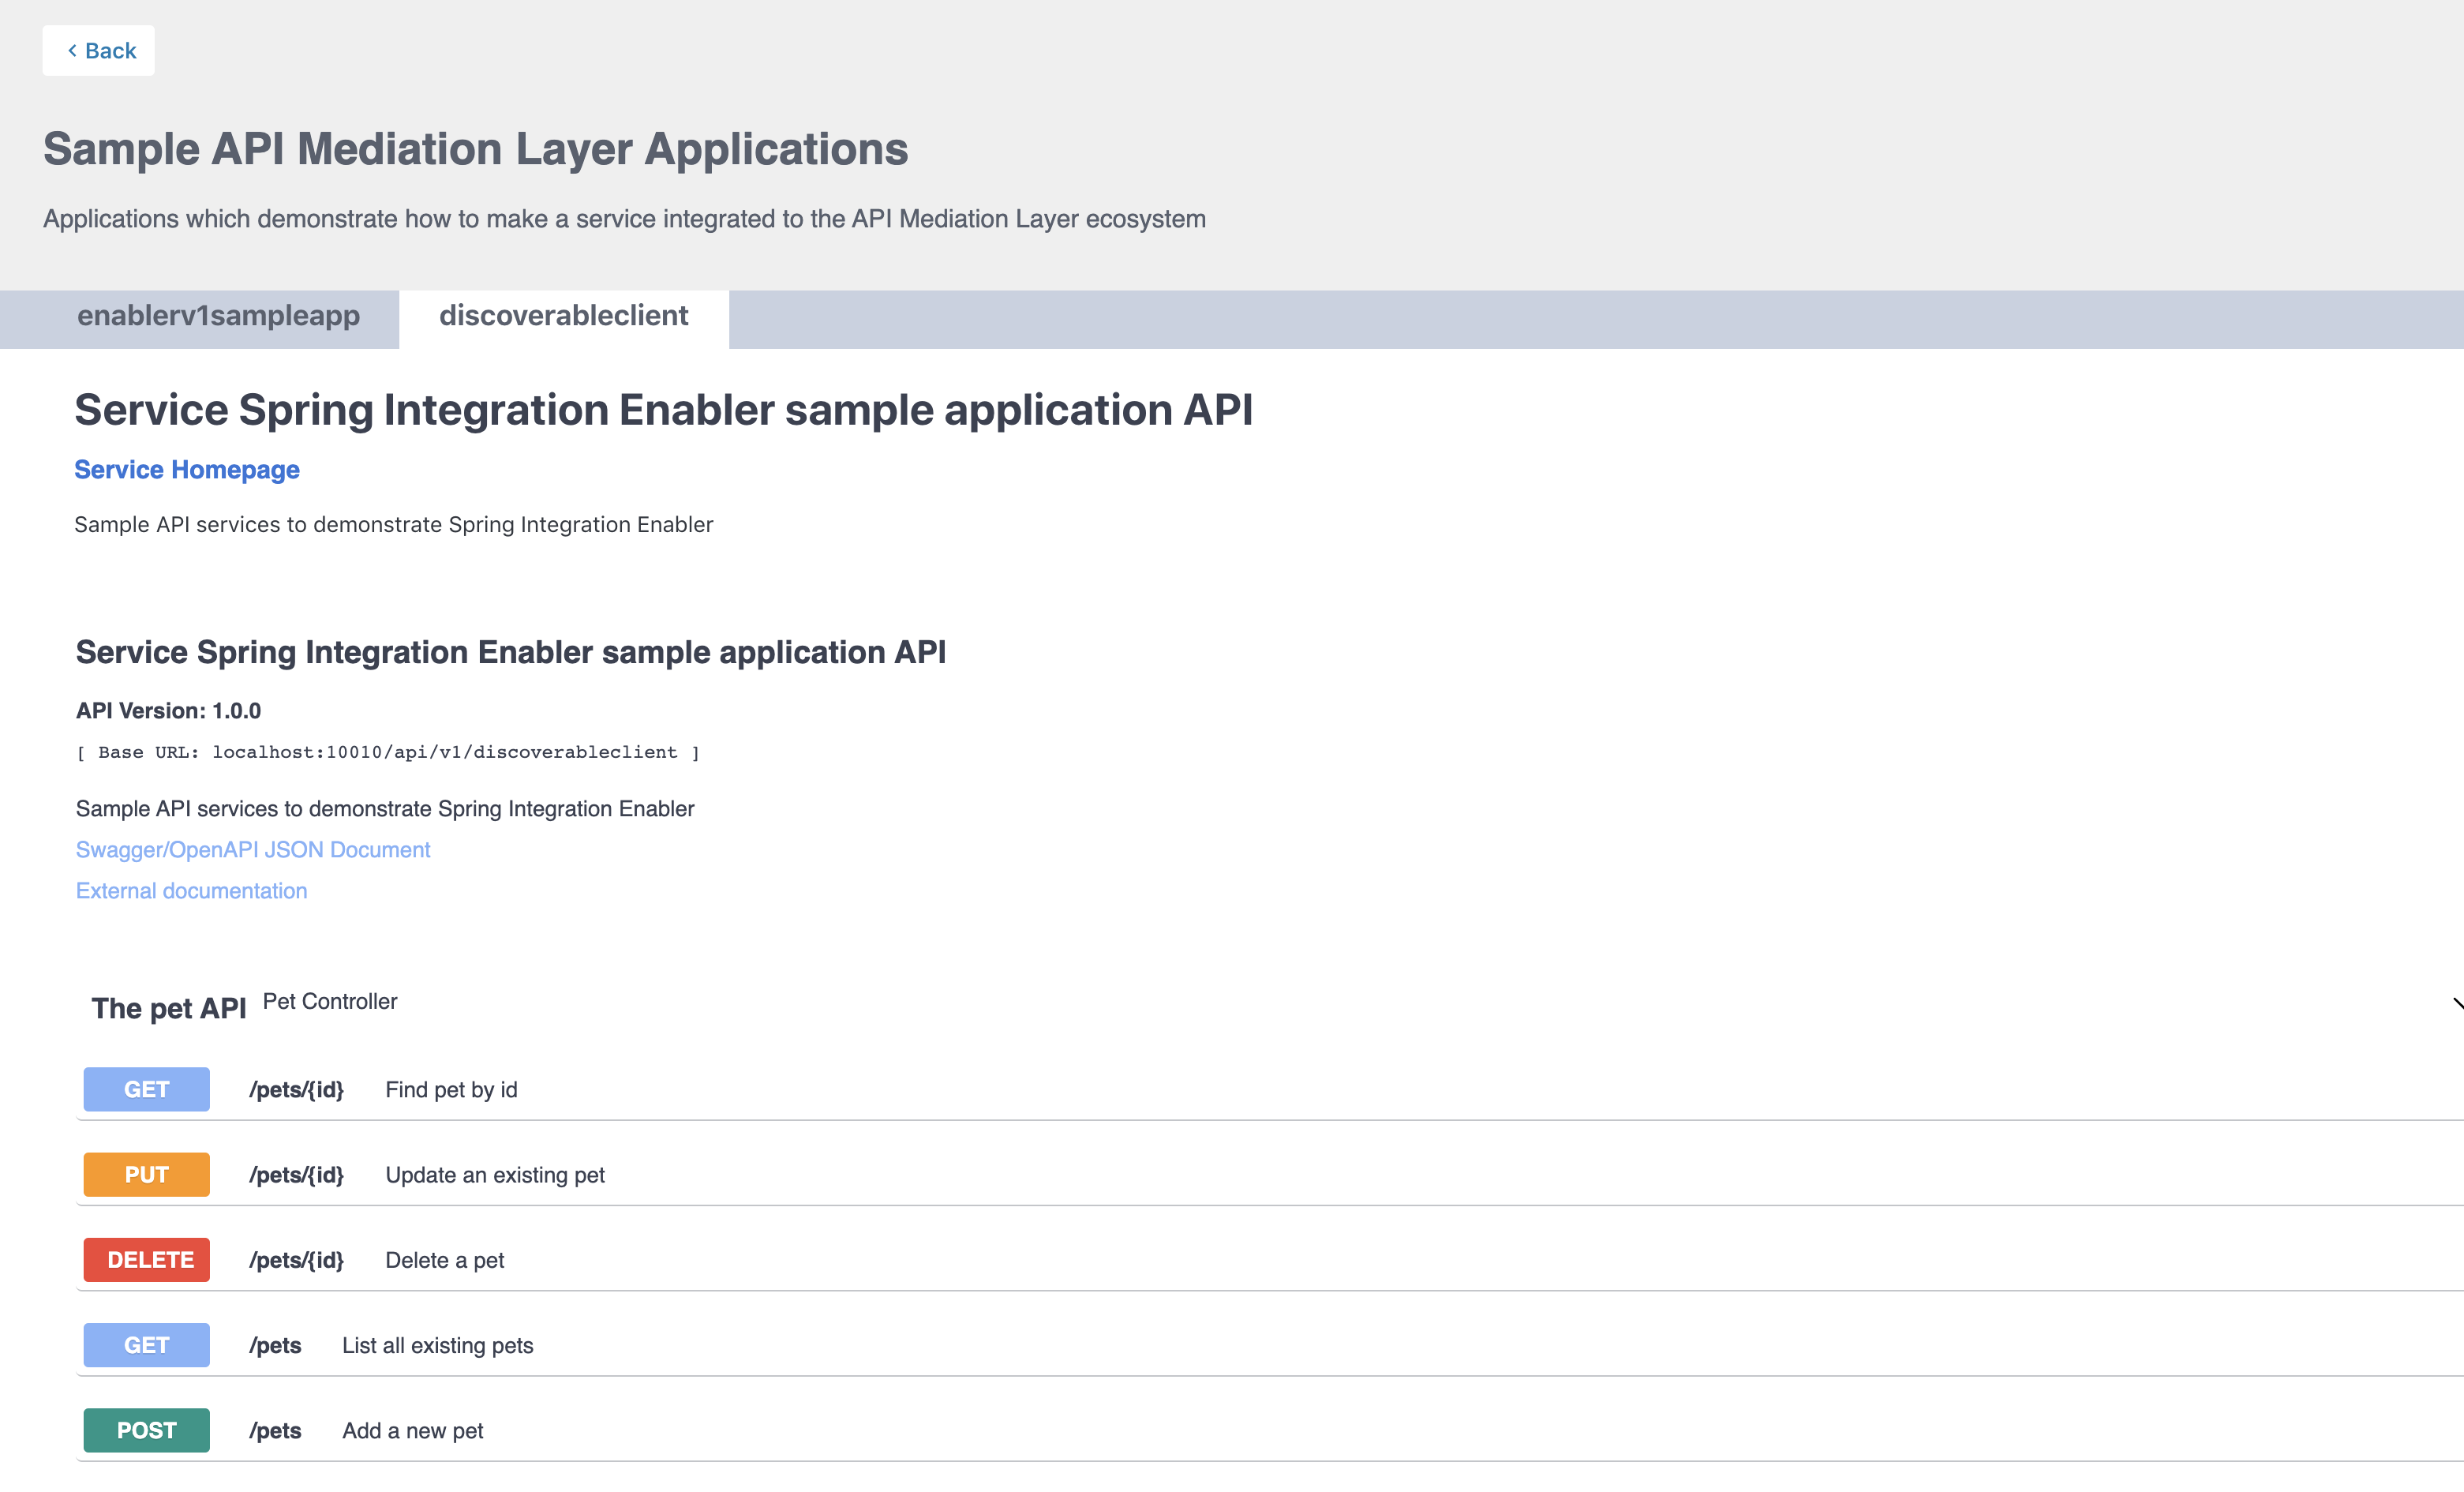 Back
Sample API Mediation Layer Applications
Applications which demonstrate how to make a service integrated to the API Mediation Layer ecosystem
enablerv1sampleapp discoverableclient
Service Spring Integration Enabler sample application API
Service Homepage
Sample API services to demonstrate Spring Integration Enabler
Service Spring Integration Enabler sample application API
API Version: 1.0.0
[ Base URL: localhost:10010/api/v1/discoverableclient ]
Sample API services to demonstrate Spring Integration Enabler
Swagger/OpenAPI JSON Document
External documentation
The pet API Pet Controller
GET /pets/{id} Find pet by id
PUT /pets/{id} Update an existing pet
DELETE /pets/{id} Delete a pet
GET /pets List all existing pets
POST /pets Add a new pet